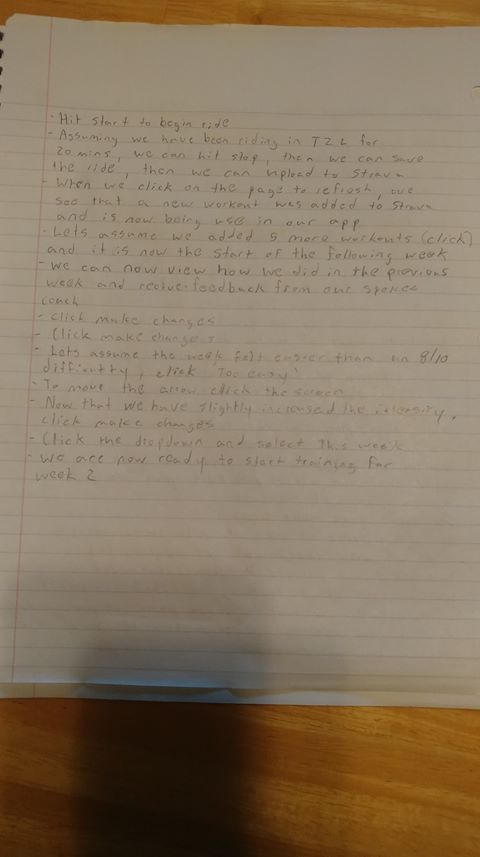 - Hit start to begin ride
- Assuming we have been riding in T2L for
20 mins, we can hit stop, then we can save
the ride, then we can upload to Strava
- When we click on the page to refresh, we
see that a new workout was added to Strava
and is now being use in our app
- Lets assume we added 5 more workouts (click)
and it is now the start of the following week
- We can now view how we did in the previous
week and recive feedback from our spokes
coach
- Click make changes
- Click make changes
- Lets assume the week felt easier than an 8/10
difficulty, click "Too easy"
- To move the arrow click the screen
- Now that we have slightly increased the intensity,
click make changes
- Click the dropdown and select This week
- We are now ready to start training for
week 2